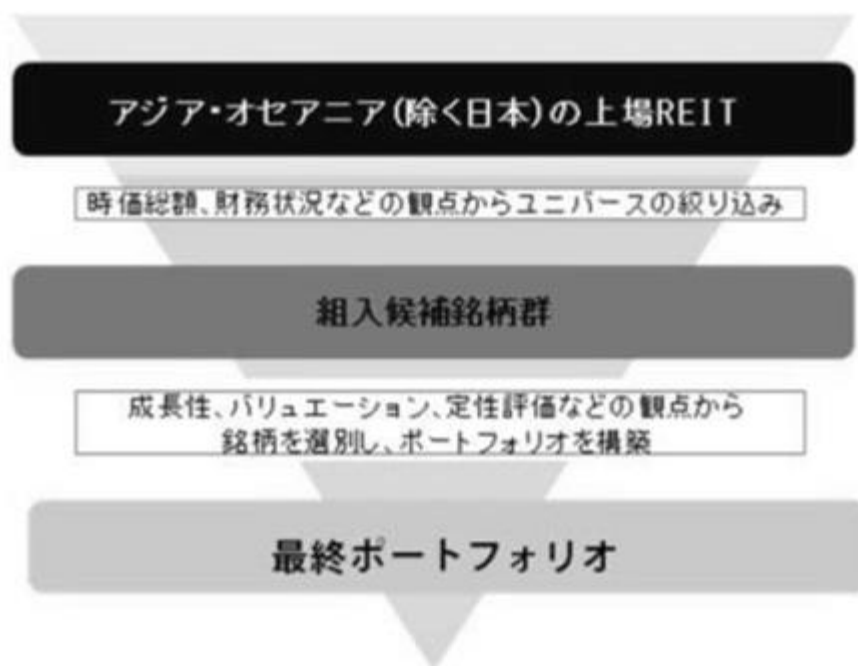 アジア・オセアニア(除く日本)の上場REIT
時価総額、財務状況などの観点からユニバースの絞り込み
組入候補銘柄群
成長性、バリュエーション、定性評価などの観点から
銘柄を選別し、ポートフォリオを構築
最終ポートフォリオ